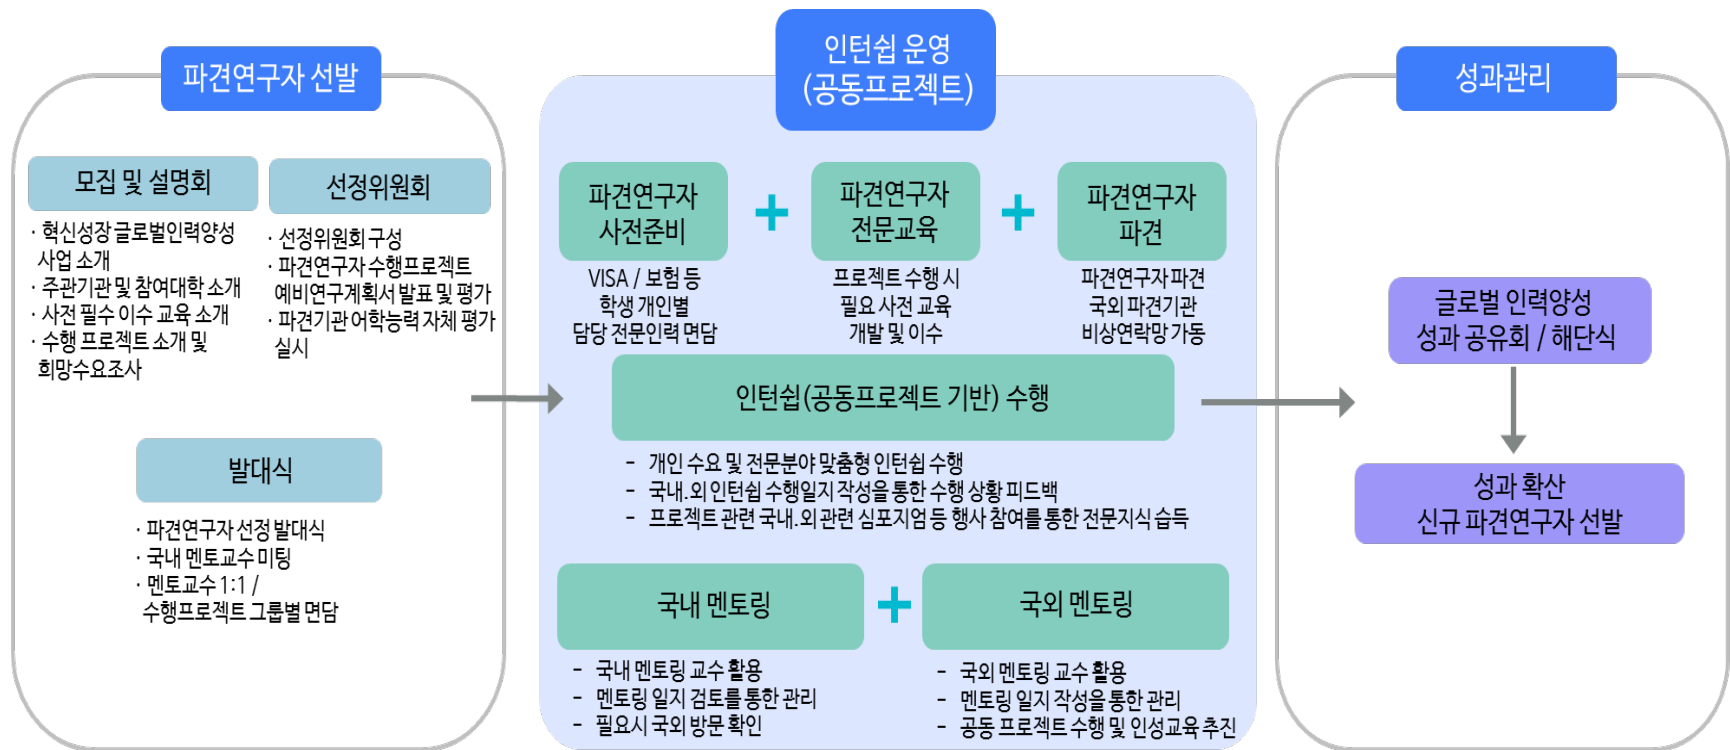 파견연구자 선발
모집 및 설명회
· 혁신성장 글로벌인력양성
사업 소개
· 주관기관 및 참여대학 소개
· 사전 필수 이수 교육 소개
· 수행 프로젝트 소개 및
희망수요조사
선정위원회
· 선정위원회 구성
· 파견연구자 수행프로젝트
예비연구계획서 발표 및 평가
· 파견기관 어학능력 자체 평가
실시
발대식
· 파견연구자 선정 발대식
· 국내 멘토교수 미팅
· 멘토교수 1:1 /
수행프로젝트 그룹별 면담
인턴쉽 운영
(공동프로젝트)
파견연구자
사전준비
VISA / 보험 등
학생 개인별
담당 전문인력 면담
+
파견연구자
전문교육
프로젝트 수행 시
필요 사전 교육
개발 및 이수
+
파견연구자
파견
파견연구자 파견
국외 파견기관
비상연락망 가동
인턴쉽(공동프로젝트 기반) 수행
- 개인 수요 및 전문분야 맞춤형 인턴쉽 수행
- 국내.외 인턴쉽 수행일지 작성을 통한 수행 상황 피드백
- 프로젝트 관련 국내.외 관련 심포지엄 등 행사 참여를 통한 전문지식 습득
국내 멘토링
- 국내 멘토링 교수 활용
- 멘토링 일지 검토를 통한 관리
- 필요시 국외 방문 확인
+
국외 멘토링
- 국외 멘토링 교수 활용
- 멘토링 일지 작성을 통한 관리
- 공동 프로젝트 수행 및 인성교육 추진
성과관리
글로벌 인력양성
성과 공유회 / 해단식
성과 확산
신규 파견연구자 선발